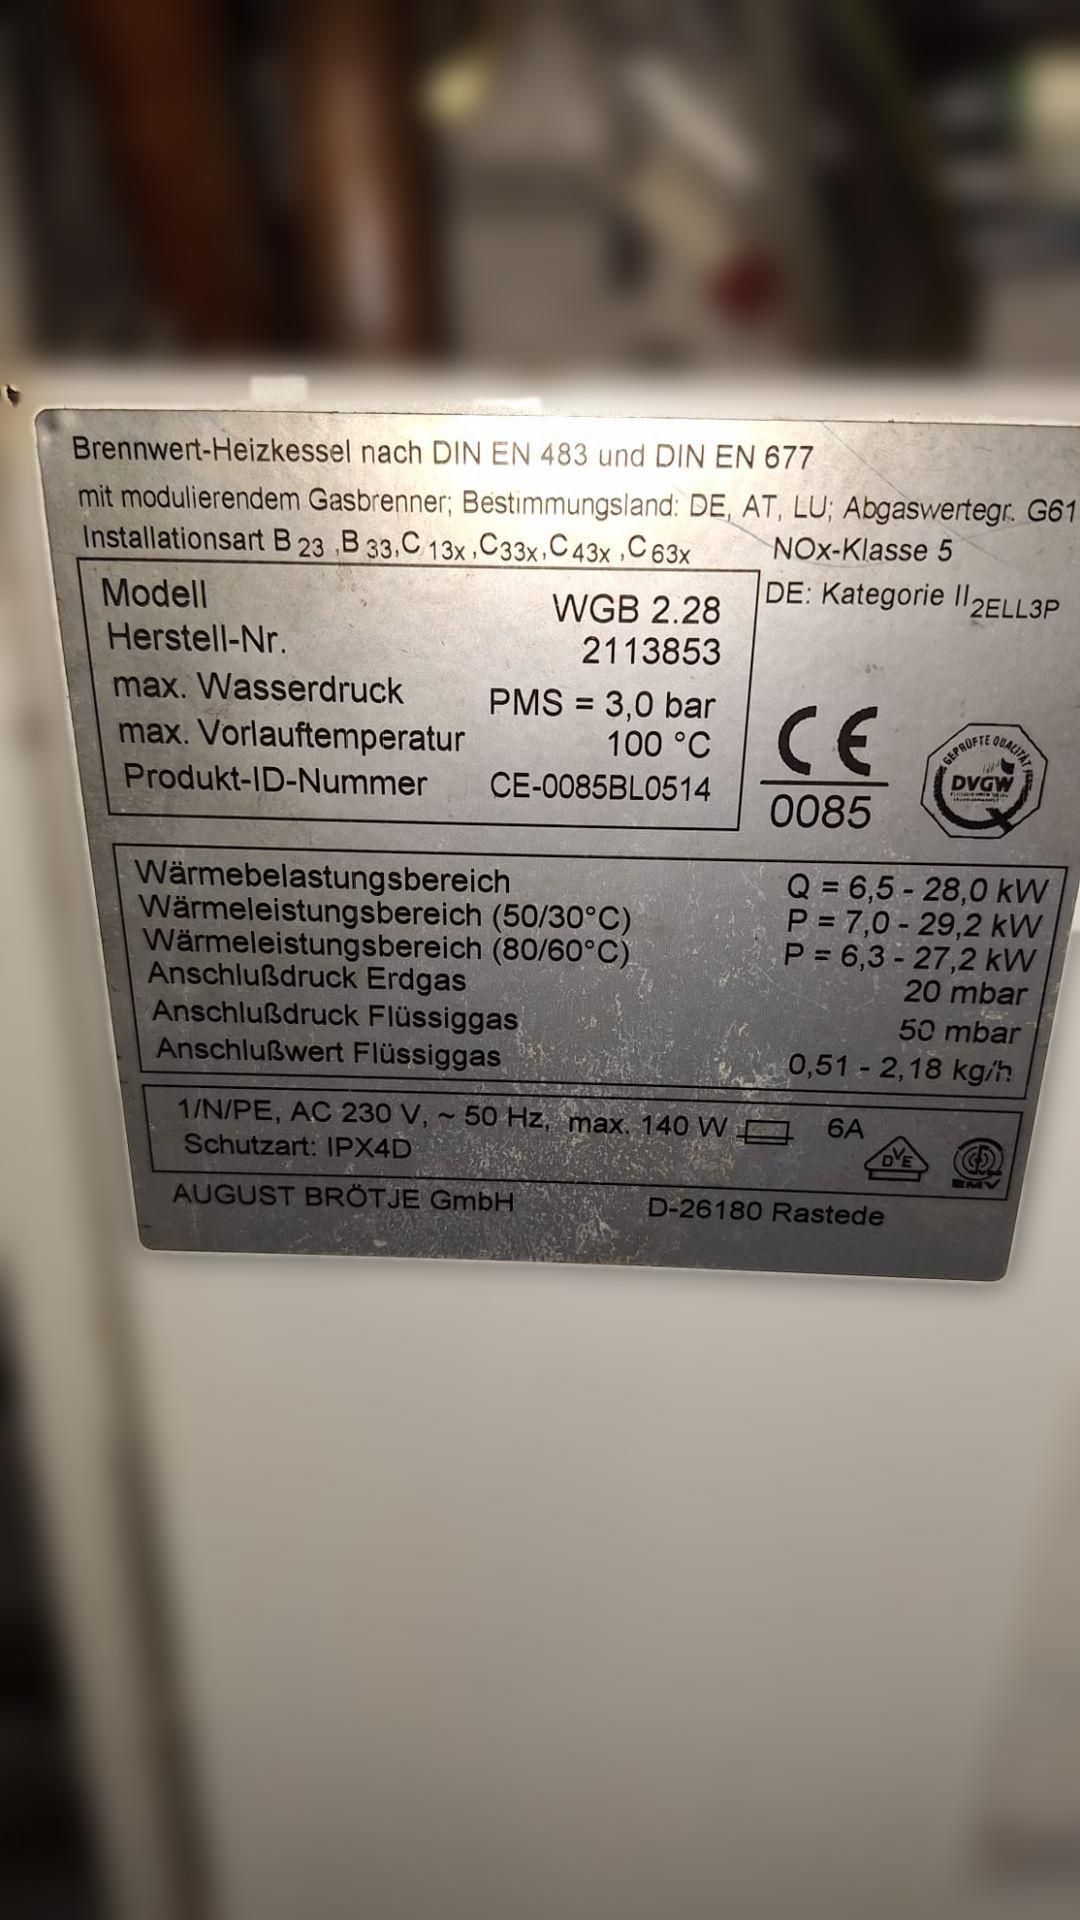 Brennwert-Heizkessel nach DIN EN 483 und DIN EN 677
mit modulierendem Gasbrenner; Bestimmungsland: DE, AT, LU; Abgaswertegr. G61
Installationsart B 23 ,B 33,C 13x ,C33x,C43x ,C 63x NOx-Klasse 5
DE: Kategorie II2ELL3P
Modell WGB 2.28
Herstell-Nr. 2113853
max. Wasserdruck PMS = 3,0 bar
max. Vorlauftemperatur 100 °C
Produkt-ID-Nummer CE-0085BL0514
CE
0085
GEPRÜFTE QUALITÄT
DVGW
Wärmebelastungsbereich Q = 6,5 - 28,0 kW
Wärmeleistungsbereich (50/30°C) P = 7,0 - 29,2 kW
Wärmeleistungsbereich (80/60°C) P = 6,3 - 27,2 kW
Anschlußdruck Erdgas 20 mbar
Anschlußdruck Flüssiggas 50 mbar
Anschlußwert Flüssiggas 0,51 - 2,18 kg/h
1/N/PE, AC 230 V, ~ 50 Hz, max. 140 W 6A
Schutzart: IPX4D
DVE
EMV
AUGUST BRÖTJE GmbH D-26180 Rastede